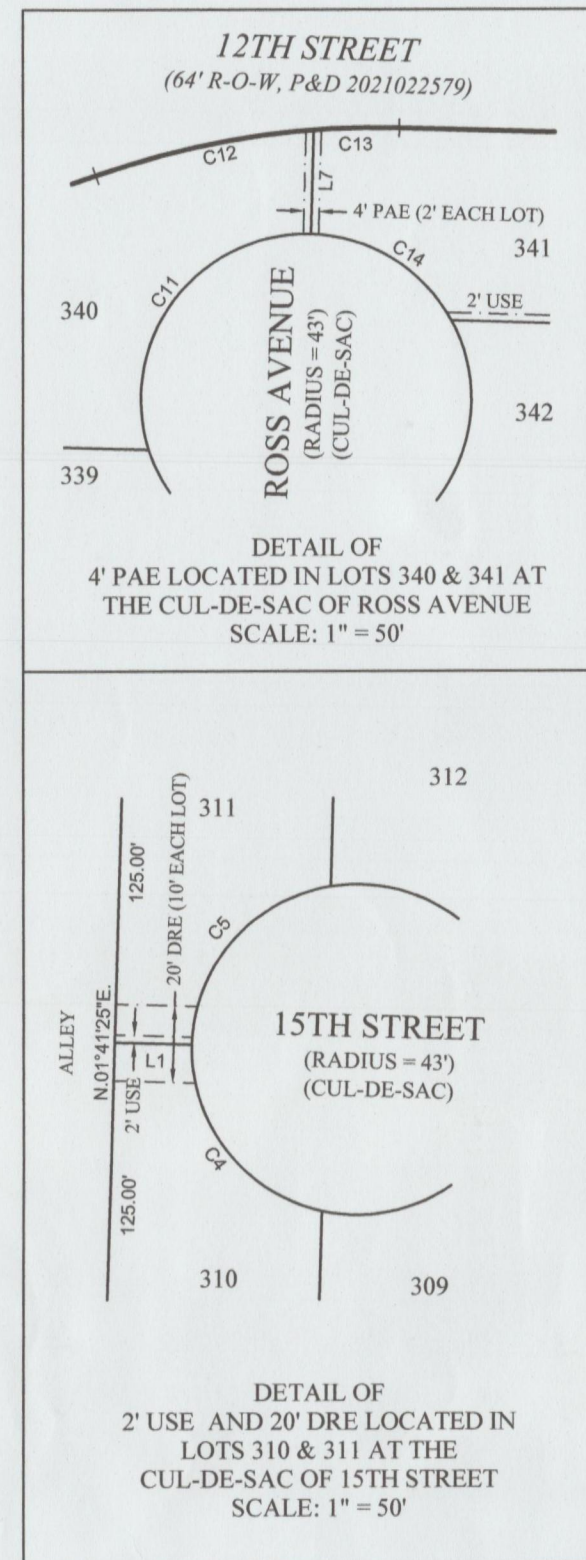 12TH STREET
(64' R-O-W, P&D 2021022579)
C12
C13
L7
4' PAE (2' EACH LOT)
C14
341
C11
340
2' USE
ROSS AVENUE
(RADIUS = 43')
(CUL-DE-SAC)
342
339
DETAIL OF
4' PAE LOCATED IN LOTS 340 & 341 AT
THE CUL-DE-SAC OF ROSS AVENUE
SCALE: 1" = 50'
312
311
125.00'
20' DRE (10' EACH LOT)
C5
15TH STREET
(RADIUS = 43')
(CUL-DE-SAC)
ALLEY
N.01°41'25"E.
L1
2' USE
C4
125.00'
310
309
DETAIL OF
2' USE AND 20' DRE LOCATED IN
LOTS 310 & 311 AT THE
CUL-DE-SAC OF 15TH STREET
SCALE: 1" = 50'